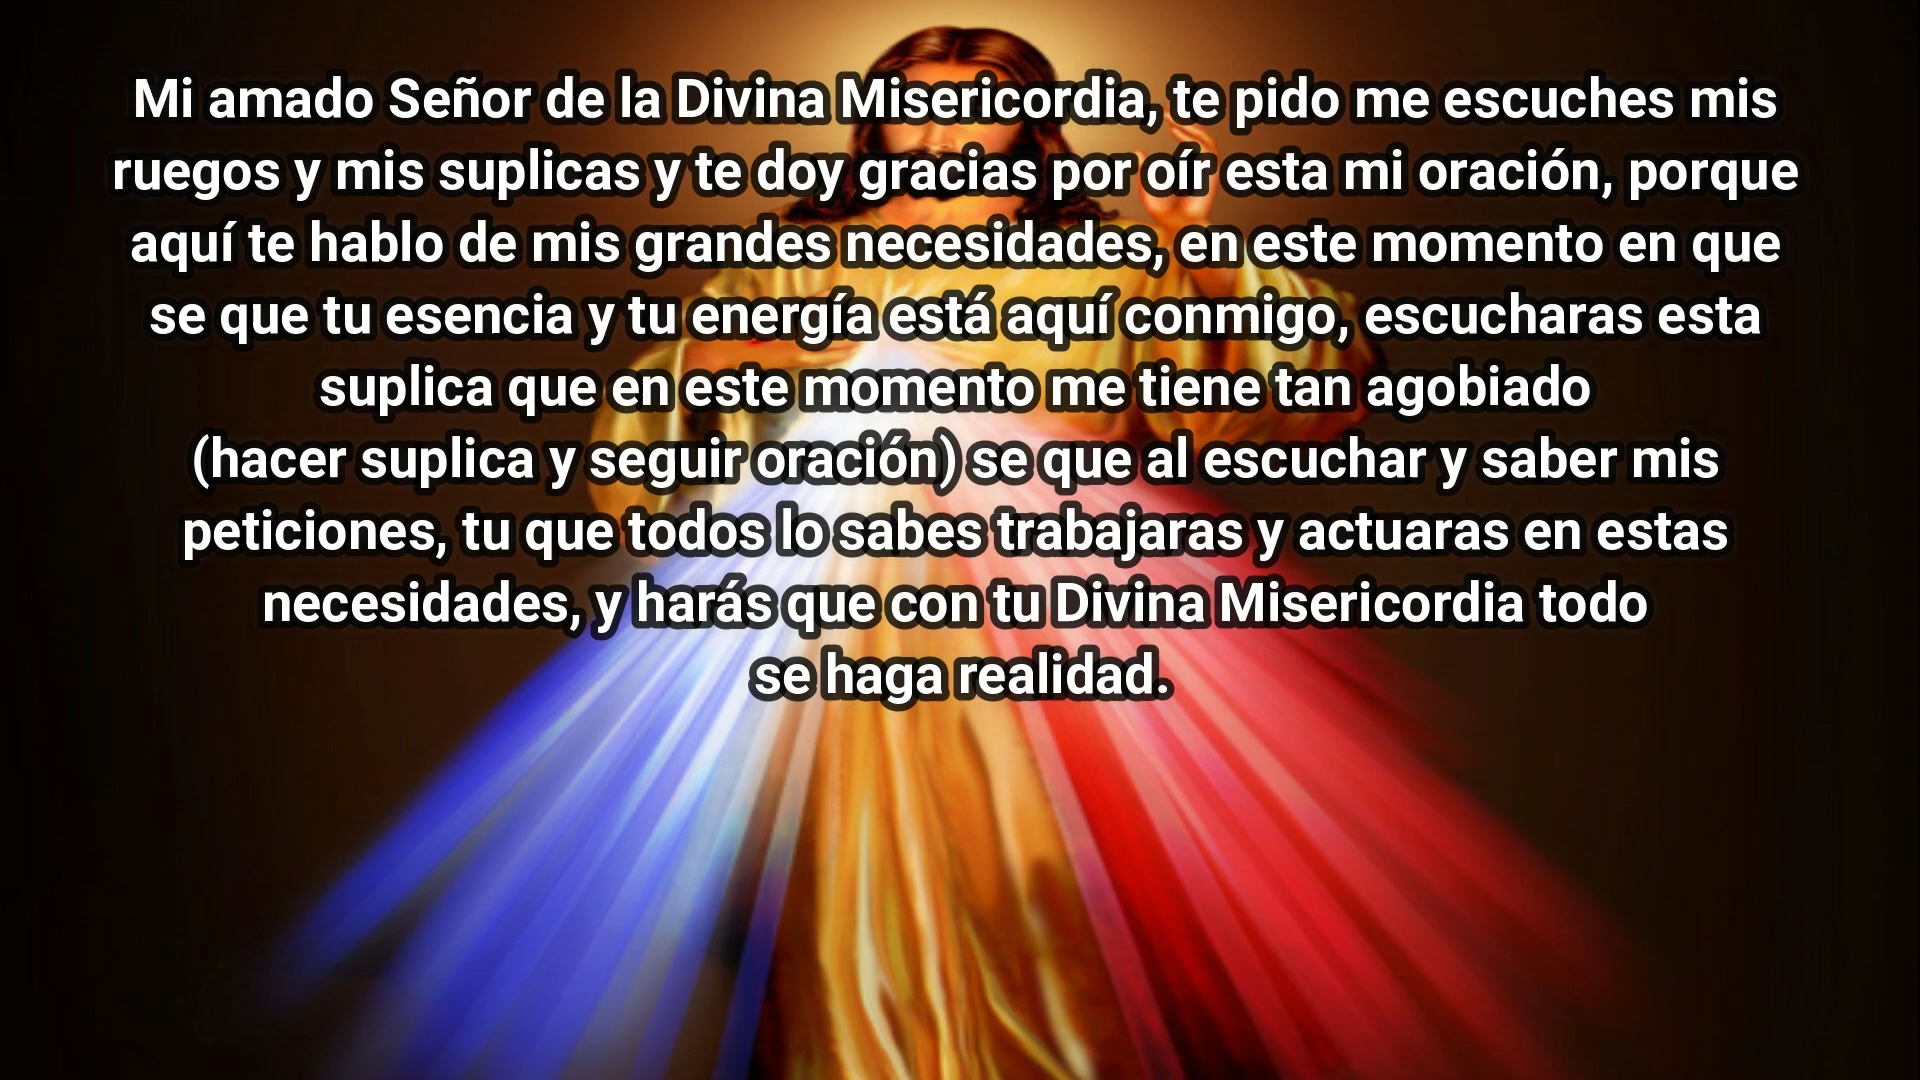 Mi amado Señor de la Divina Misericordia, te pido me escuches mis
ruegos y mis suplicas y te doy gracias por oír esta mi oración, porque
aquí te hablo de mis grandes necesidades, en este momento en que
se que tu esencia y tu energía está aquí conmigo, escucharas esta
suplica que en este momento me tiene tan agobiado
(hacer suplica y seguir oración) se que al escuchar y saber mis
peticiones, tu que todos lo sabes trabajaras y actuaras en estas
necesidades, y harás que con tu Divina Misericordia todo
se haga realidad.